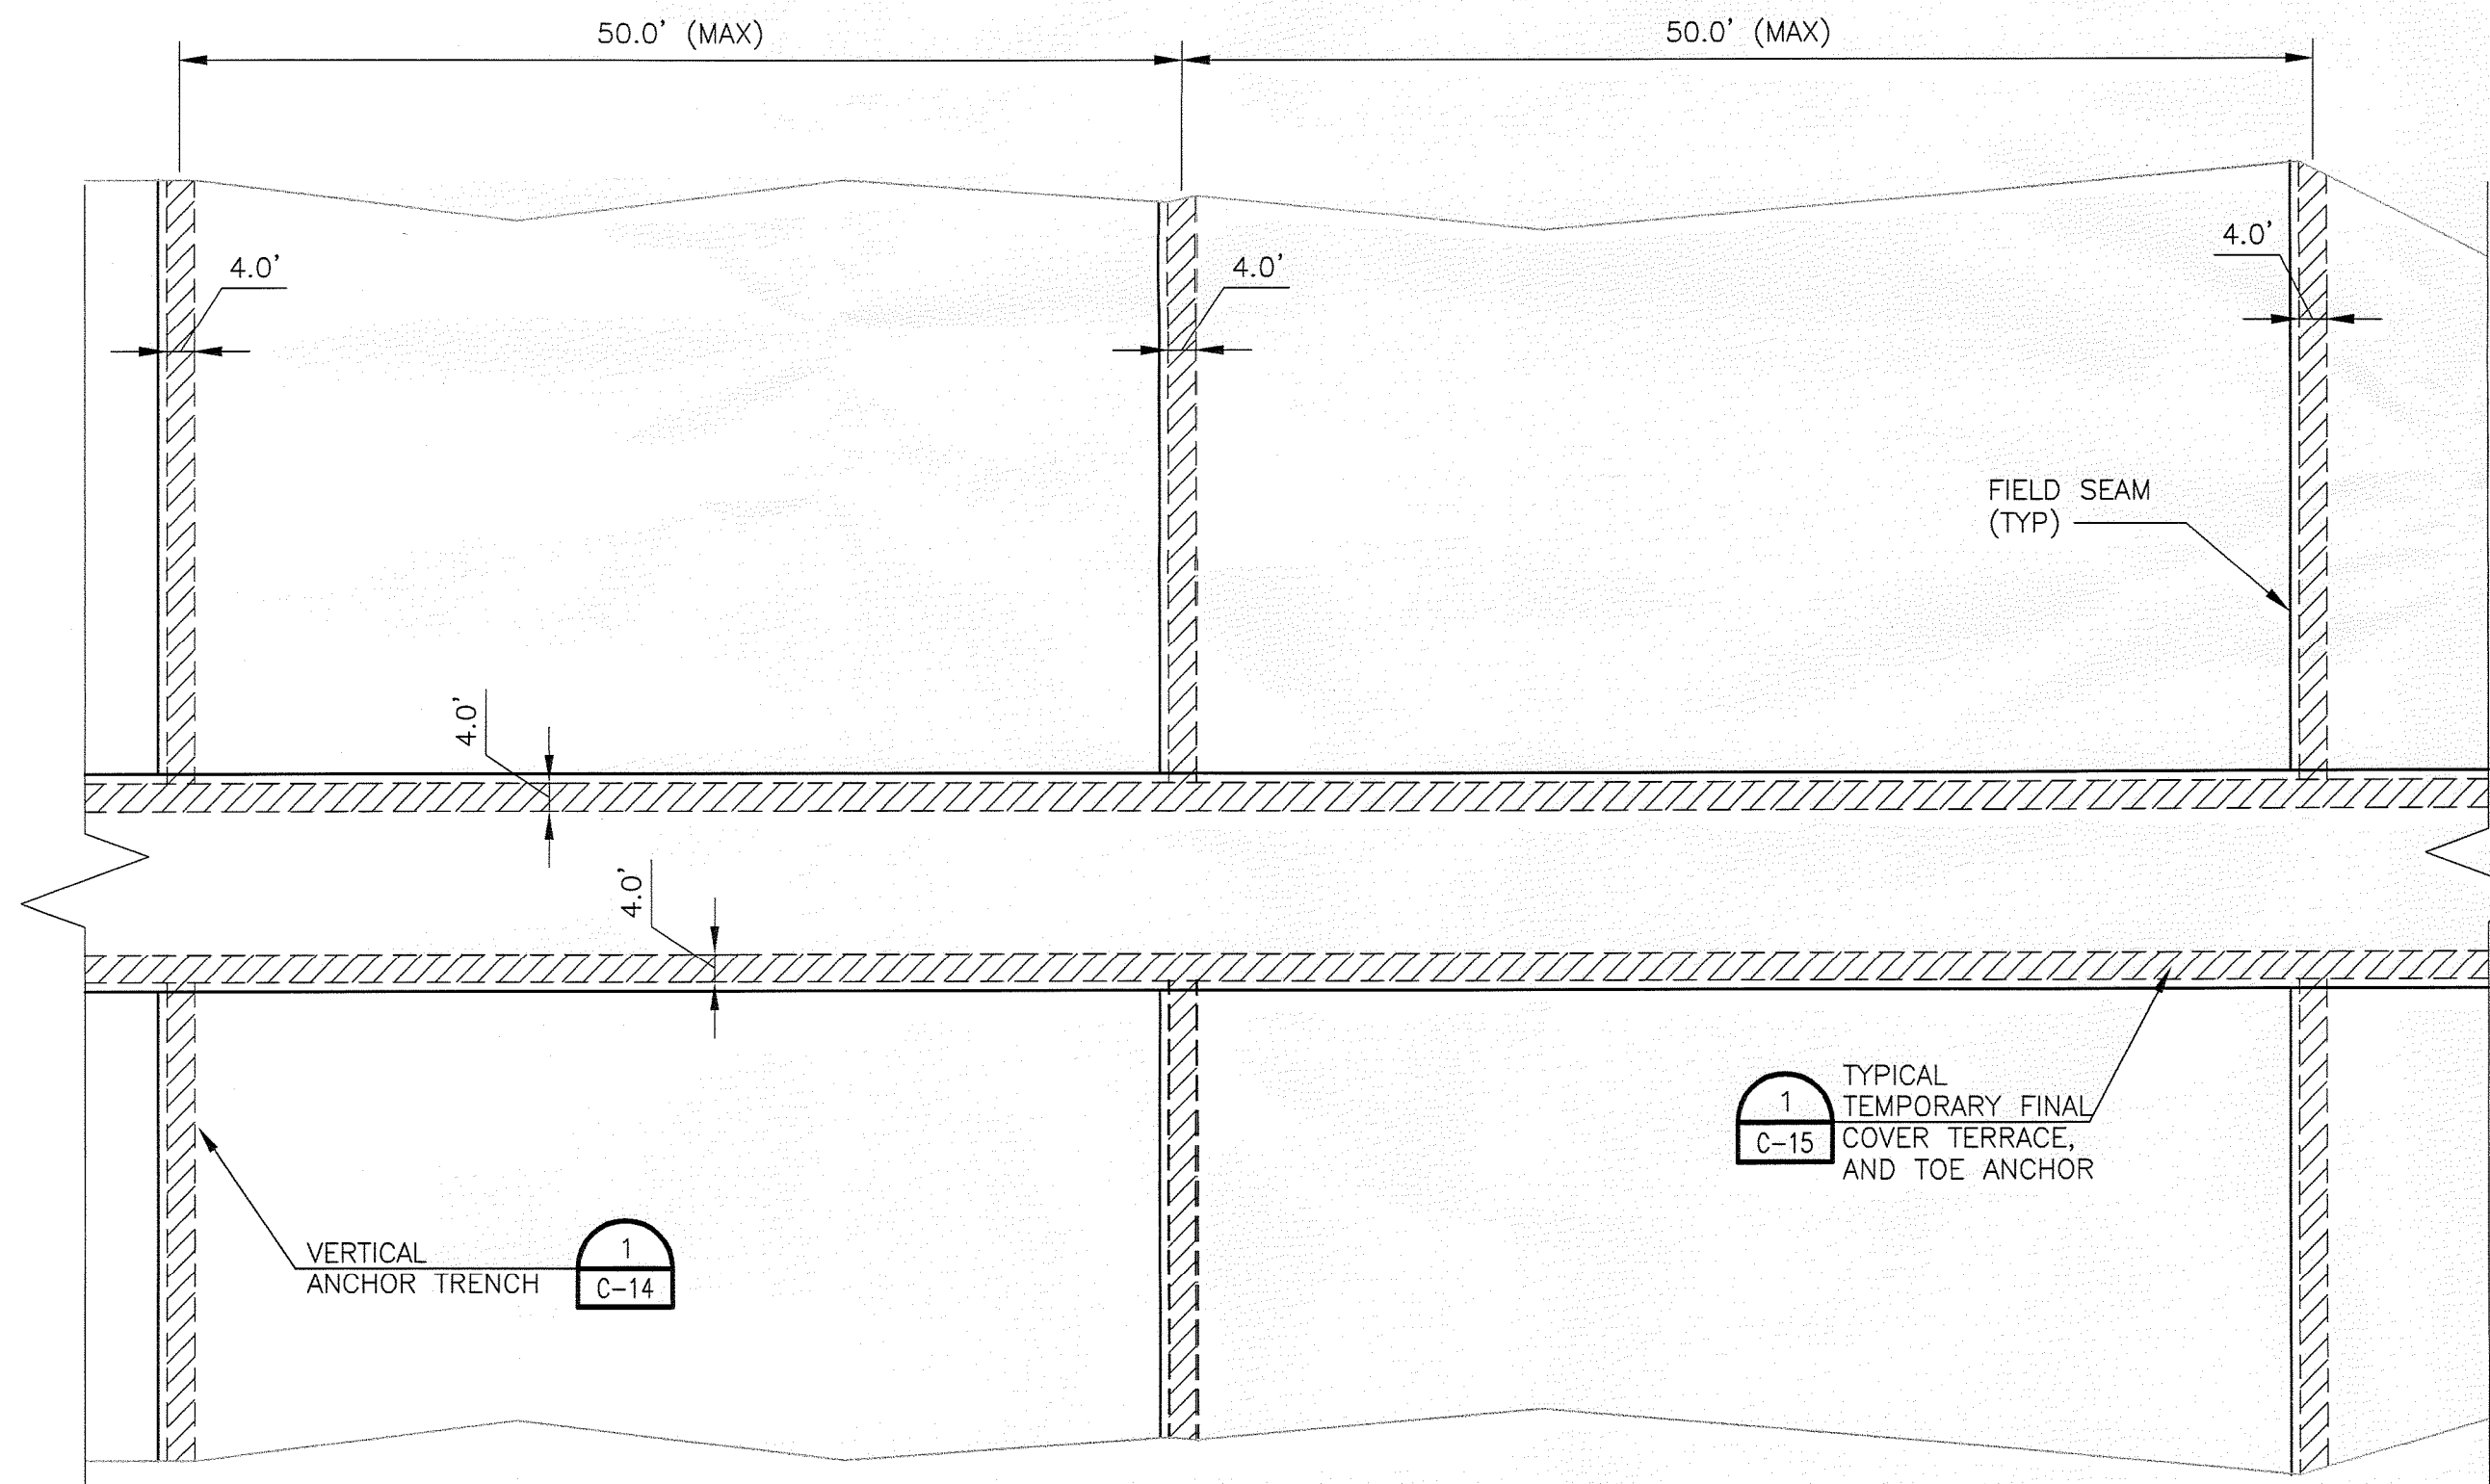 50.0' (MAX)
50.0' (MAX)
4.0'
4.0'
4.0'
FIELD SEAM
(TYP)
4.0'
4.0'
1
C-15
TYPICAL
TEMPORARY FINAL
COVER TERRACE,
AND TOE ANCHOR
VERTICAL
ANCHOR TRENCH
1
C-14